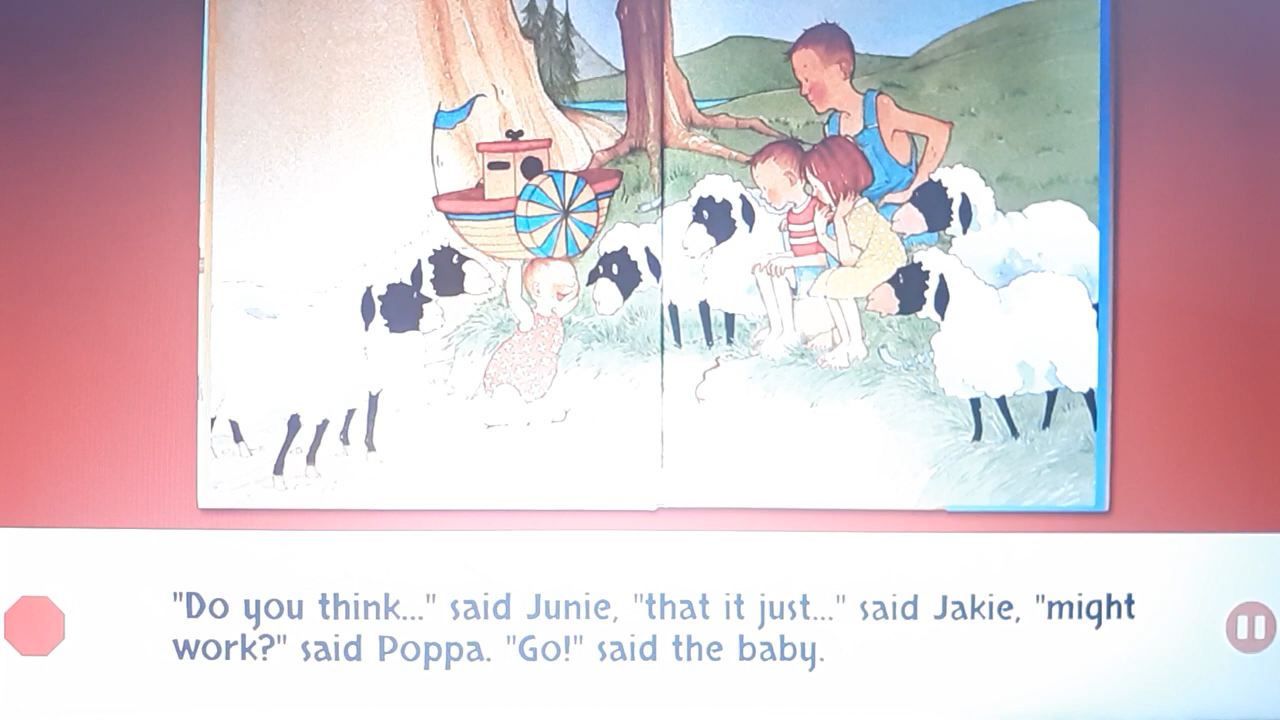 "Do you think..." said Junie, "that it just..." said Jakie, "might
work?" said Poppa. "Go!" said the baby.